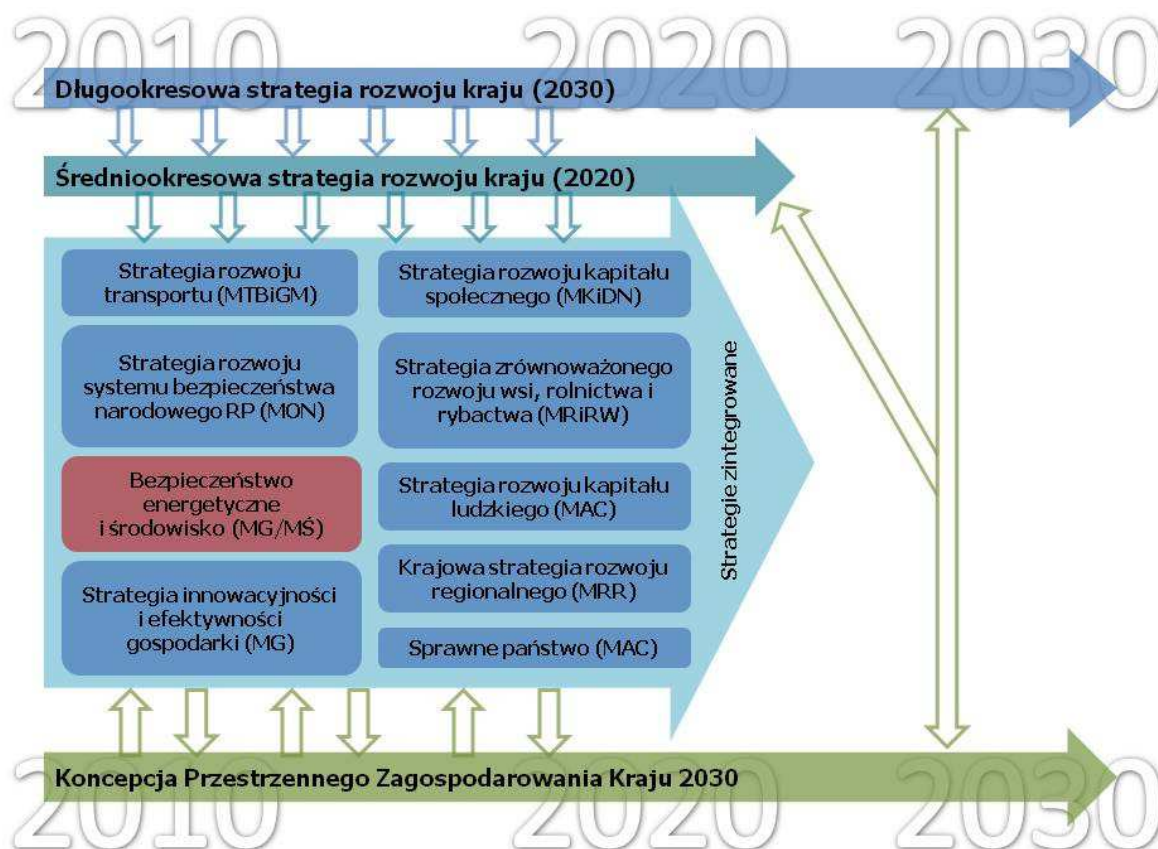 2010 2020 2030
Długookresowa strategia rozwoju kraju (2030)
Średniookresowa strategia rozwoju kraju (2020)
Strategia rozwoju
transportu (MTBiGM)
Strategia rozwoju
systemu bezpieczeństwa
narodowego RP (MON)
Bezpieczeństwo
energetyczne
i środowisko (MG/MŚ)
Strategia innowacyjności
i efektywności
gospodarki (MG)
Strategia rozwoju kapitału
społecznego (MKiDN)
Strategia zrównoważonego
rozwoju wsi, rolnictwa i
rybactwa (MRiRW)
Strategia rozwoju kapitału
ludzkiego (MAC)
Krajowa strategia rozwoju
regionalnego (MRR)
Sprawne państwo (MAC)
Strategie zintegrowane
Koncepcja Przestrzennego Zagospodarowania Kraju 2030
2010 2020 2030